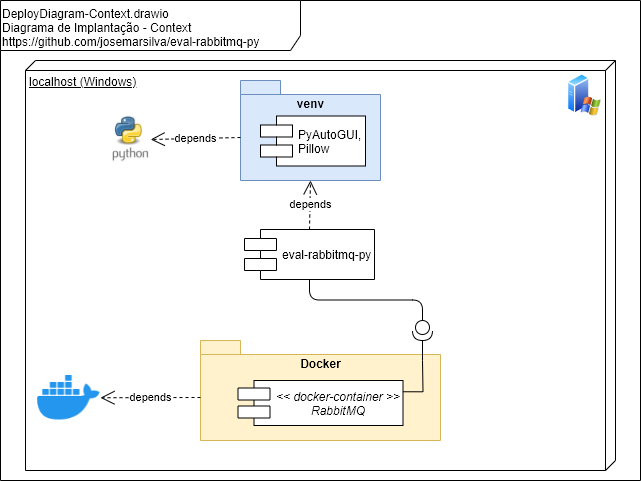 DeployDiagram-Context.drawio
Diagrama de Implantação - Context
https://github.com/josemarsilva/eval-rabbitmq-py
localhost (Windows)
venv
PyAutoGUI,
Pillow
depends
python
depends
eval-rabbitmq-py
Docker
<< docker-container >>
RabbitMQ
depends